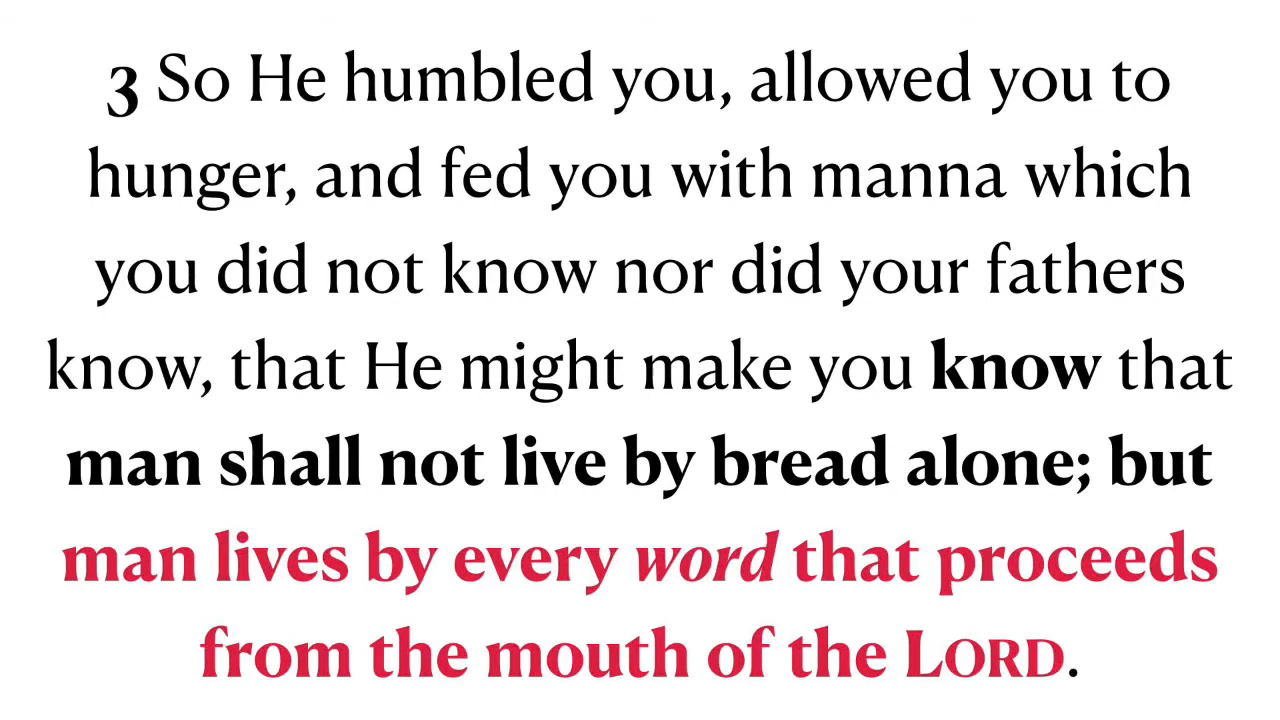 3 So He humbled you, allowed you to
hunger, and fed you with manna which
you did not know nor did your fathers
know, that He might make you know that
man shall not live by bread alone; but
man lives by every word that proceeds
from the mouth of the LORD.